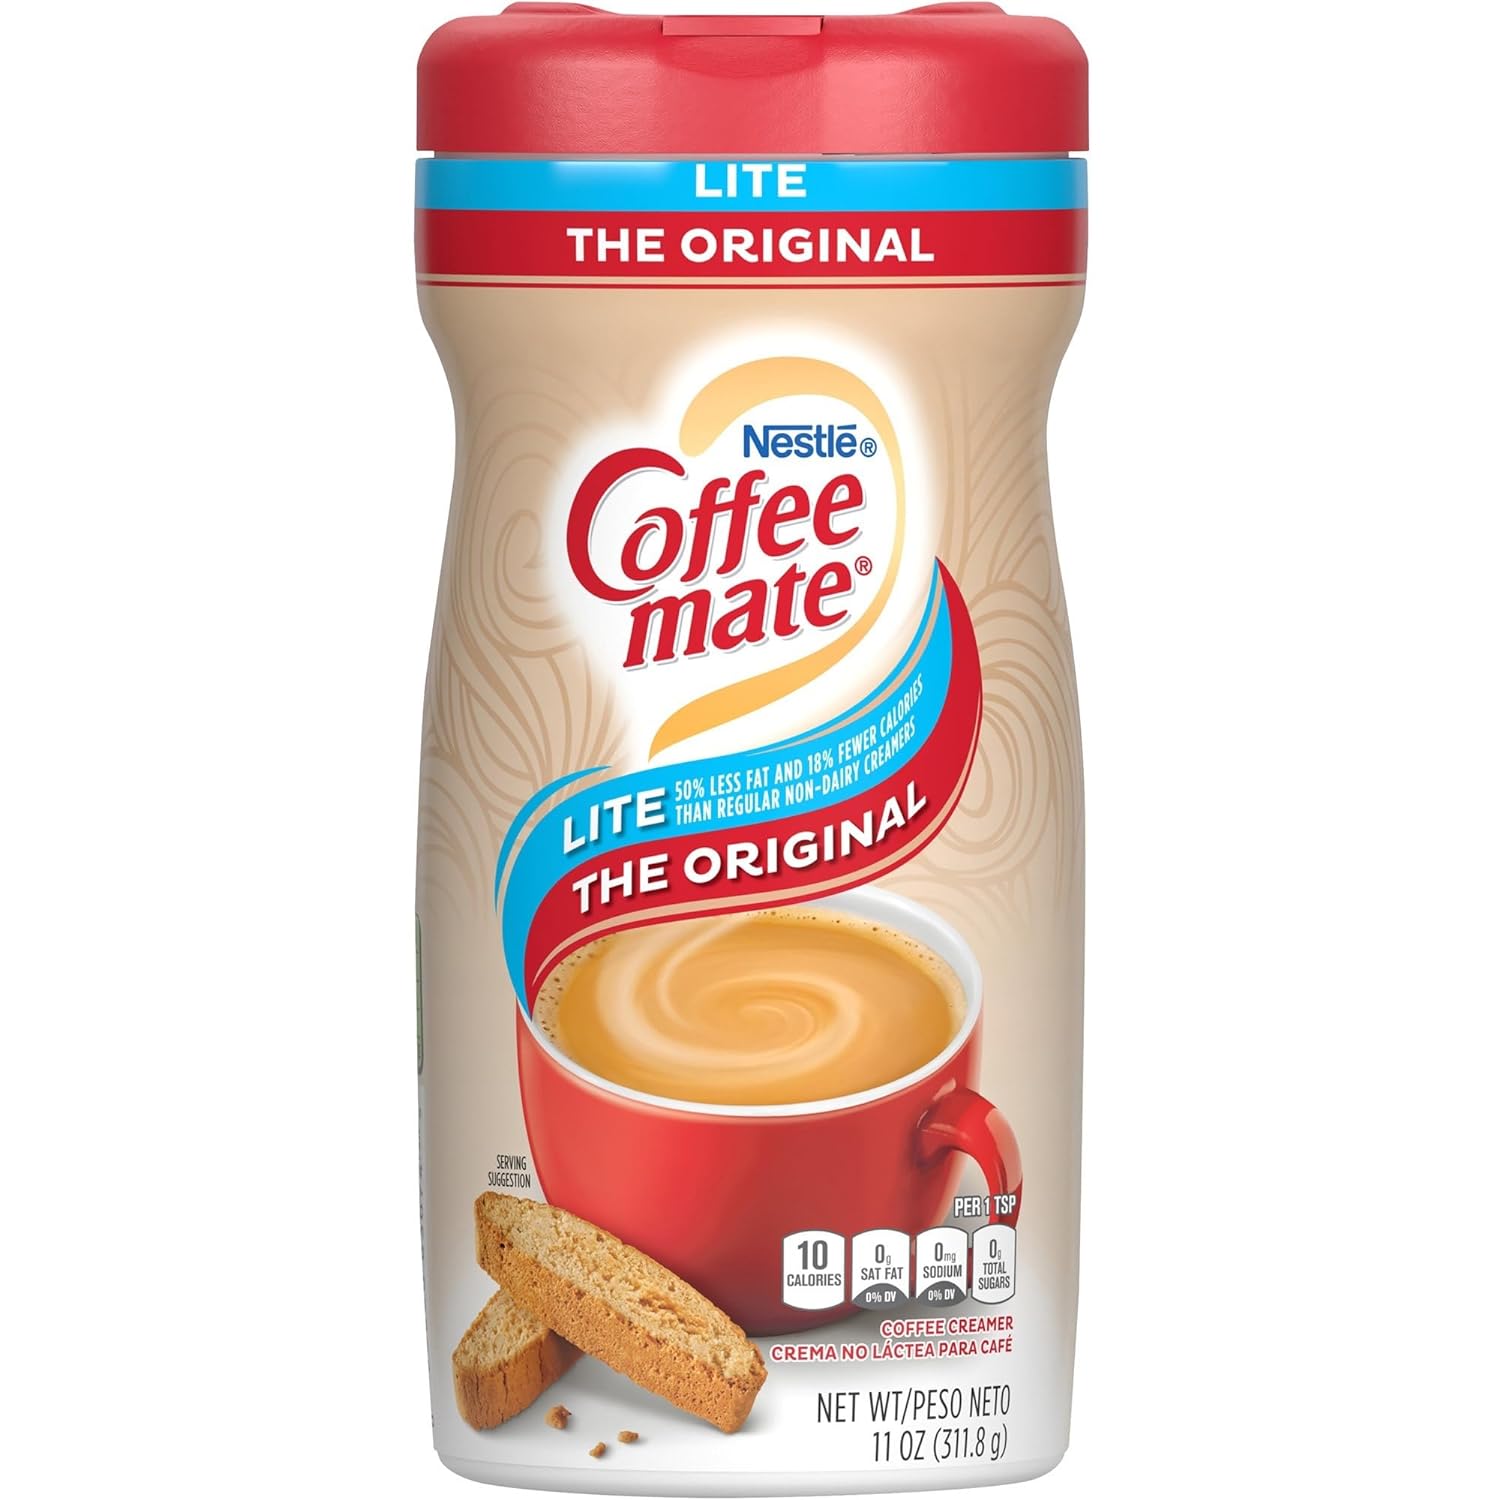 LITE
THE ORIGINAL
Nestlé®
Coffee
mate®
LITE
50% LESS FAT AND 18% FEWER CALORIES
THAN REGULAR NON-DAIRY CREAMERS
THE ORIGINAL
SERVING
SUGGESTION
PER 1 TSP
10
CALORIES
0g
SAT FAT
0% DV
0mg
SODIUM
0% DV
0g
TOTAL
SUGARS
COFFEE CREAMER
CREMA NO LÁCTEA PARA CAFÉ
NET WT/PESO NETO
11 OZ (311.8 g)